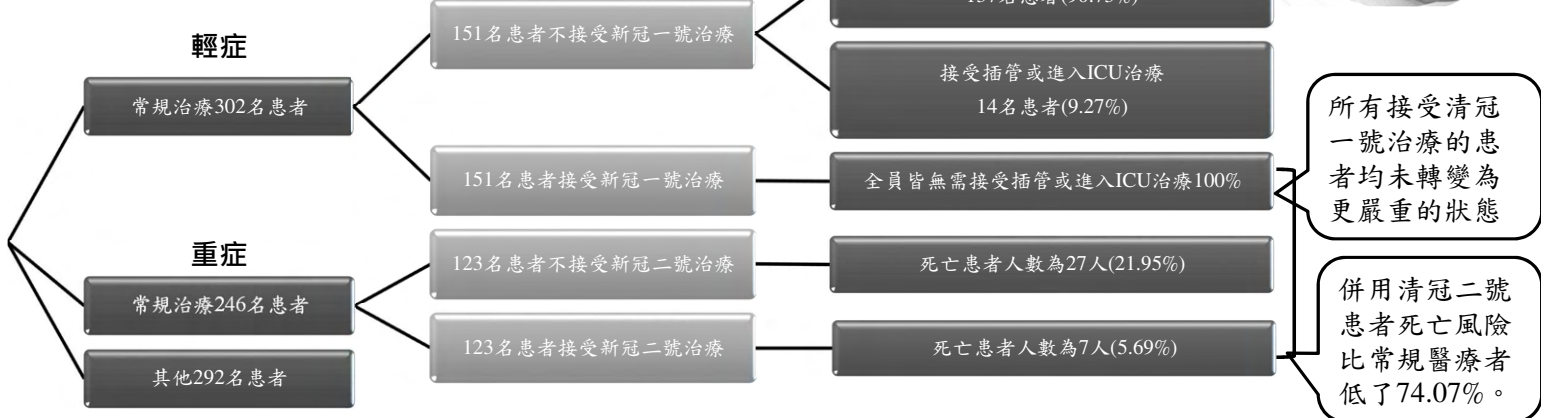 輕症
常規治療302名患者
重症
常規治療246名患者
其他292名患者
151名患者不接受新冠一號治療
151名患者接受新冠一號治療
123名患者不接受新冠二號治療
123名患者接受新冠二號治療
接受插管或進入ICU治療
14名患者(9.27%)
全員皆無需接受插管或進入ICU治療100%
死亡患者人數為27人(21.95%)
死亡患者人數為7人(5.69%)
所有接受清冠
一號治療的患
者均未轉變為
更嚴重的狀態
併用清冠二號
患者死亡風險
比常規醫療者
低了74.07%。